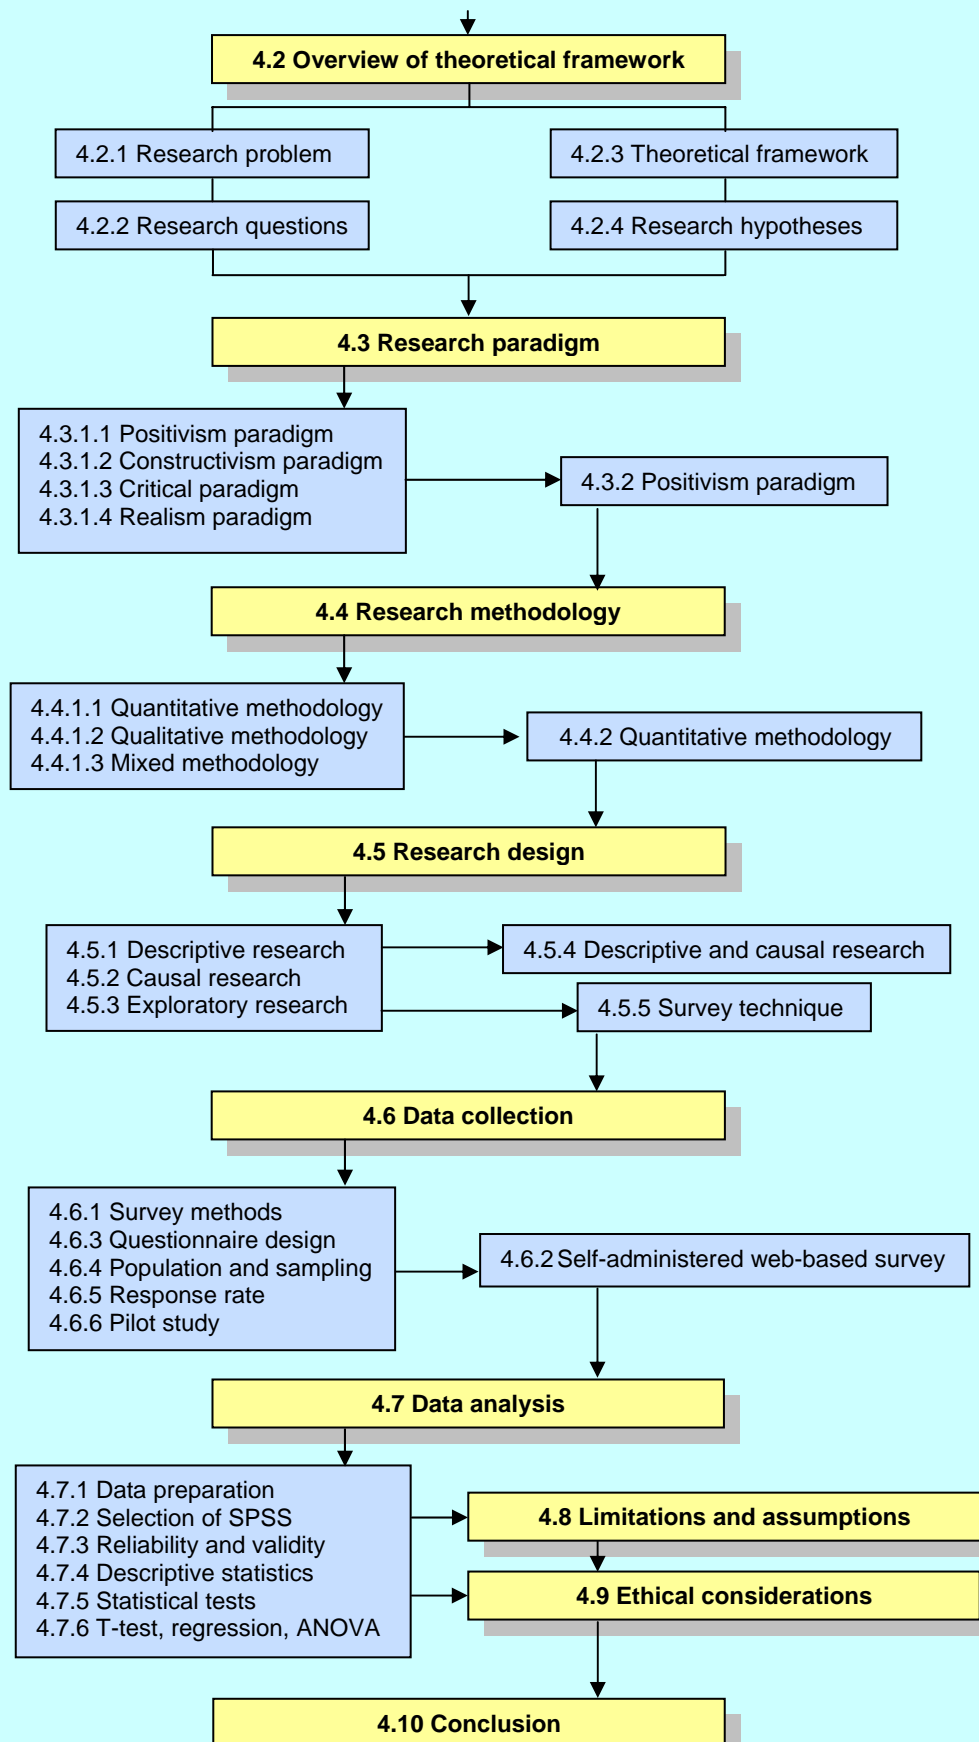 4.2 Overview of theoretical framework
4.2.1 Research problem
4.2.3 Theoretical framework
4.2.2 Research questions
4.2.4 Research hypotheses
4.3 Research paradigm
4.3.1.1 Positivism paradigm
4.3.1.2 Constructivism paradigm
4.3.1.3 Critical paradigm
4.3.1.4 Realism paradigm
4.3.2 Positivism paradigm
4.4 Research methodology
4.4.1.1 Quantitative methodology
4.4.1.2 Qualitative methodology
4.4.1.3 Mixed methodology
4.4.2 Quantitative methodology
4.5 Research design
4.5.1 Descriptive research
4.5.2 Causal research
4.5.3 Exploratory research
4.5.4 Descriptive and causal research
4.5.5 Survey technique
4.6 Data collection
4.6.1 Survey methods
4.6.3 Questionnaire design
4.6.4 Population and sampling
4.6.5 Response rate
4.6.6 Pilot study
4.6.2 Self-administered web-based survey
4.7 Data analysis
4.7.1 Data preparation
4.7.2 Selection of SPSS
4.7.3 Reliability and validity
4.7.4 Descriptive statistics
4.7.5 Statistical tests
4.7.6 T-test, regression, ANOVA
4.8 Limitations and assumptions
4.9 Ethical considerations
4.10 Conclusion